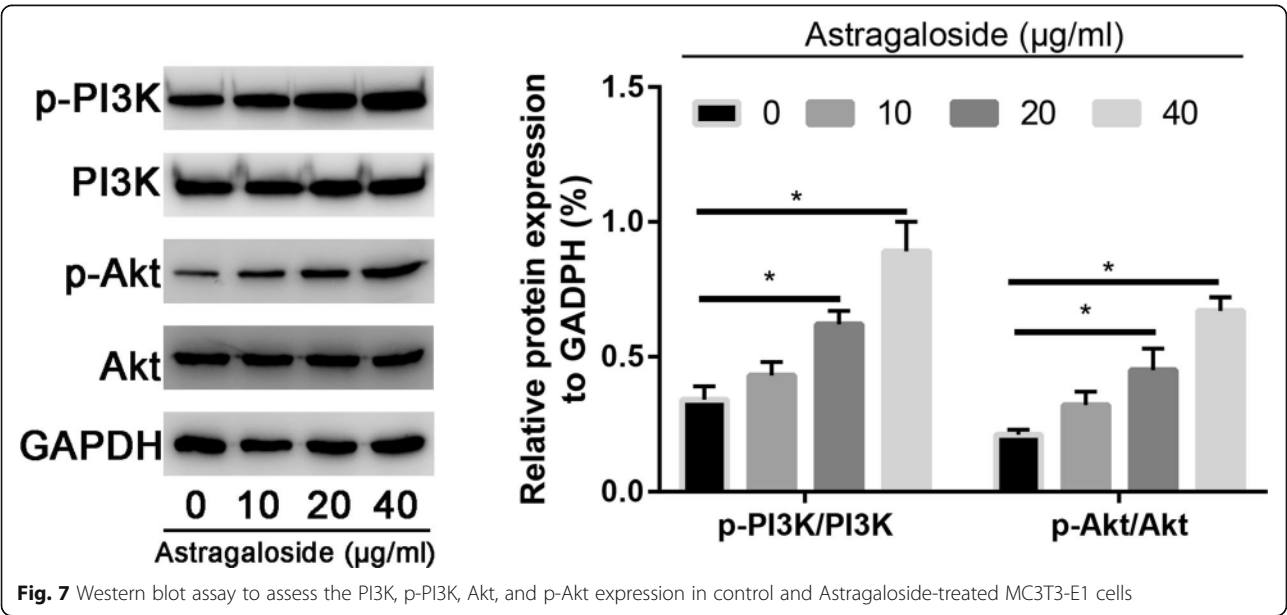 p-PI3K
PI3K
p-Akt
Akt
GAPDH
0 10 20 40
Astragaloside (µg/ml)
Astragaloside (µg/ml)
0 10 20 40
Relative protein expression
to GADPH (%)
1.5
1.0
0.5
0.0
* *
* *
p-PI3K/PI3K p-Akt/Akt
Fig. 7 Western blot assay to assess the PI3K, p-PI3K, Akt, and p-Akt expression in control and Astragaloside-treated MC3T3-E1 cells